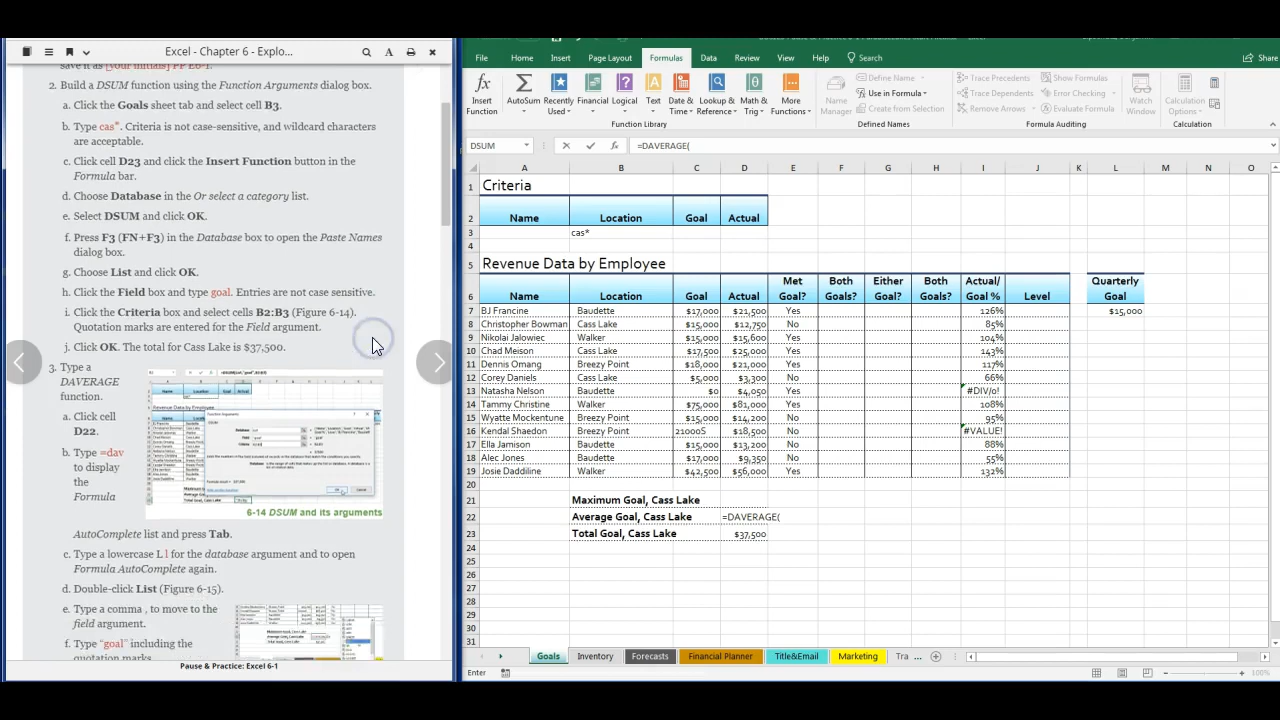 Excel - Chapter 6 - Explo...
save it as [your initials] PP E6-1.
2. Build a DSUM function using the Function Arguments dialog box.
a. Click the Goals sheet tab and select cell B3.
b. Type cas*. Criteria is not case-sensitive, and wildcard characters
are acceptable.
c. Click cell D23 and click the Insert Function button in the
Formula bar.
d. Choose Database in the Or select a category list.
e. Select DSUM and click OK.
f. Press F3 (FN+F3) in the Database box to open the Paste Names
dialog box.
g. Choose List and click OK.
h. Click the Field box and type goal. Entries are not case sensitive.
i. Click the Criteria box and select cells B2:B3 (Figure 6-14).
Quotation marks are entered for the Field argument.
j. Click OK. The total for Cass Lake is $37,500.
3. Type a
DAVERAGE
function.
a. Click cell
D22.
b. Type =dav
to display
the
Formula
6-14 DSUM and its arguments
AutoComplete list and press Tab.
c. Type a lowercase L l for the database argument and to open
Formula AutoComplete again.
d. Double-click List (Figure 6-15).
e. Type a comma , to move to the
field argument.
f. Type "goal" including the
quotation marks.
Pause & Practice: Excel 6-1
File Home Insert Page Layout Formulas Data Review View Help Search Share
Insert Function
AutoSum
Recently Used
Financial
Logical
Text
Date & Time
Lookup & Reference
Math & Trig
More Functions
Function Library
Name Manager
Define Name
Use in Formula
Create from Selection
Defined Names
Trace Precedents
Trace Dependents
Remove Arrows
Show Formulas
Error Checking
Evaluate Formula
Formula Auditing
Watch Window
Calculation Options
Calculation
DSUM fx =DAVERAGE(
A B C D E F G H I J K L M N O
1 Criteria
2 Name Location Goal Actual
3 cas*
4
5 Revenue Data by Employee
6 Name Location Goal Actual Met Goal? Both Goals? Either Goal? Both Goals? Actual/ Goal % Level Quarterly Goal
7 BJ Francine Baudette $17,000 $21,500 Yes 126% $15,000
8 Christopher Bowman Cass Lake $15,000 $12,750 No 85%
9 Nikolai Jalowiec Walker $15,000 $15,600 Yes 104%
10 Chad Meison Cass Lake $17,500 $25,000 Yes 143%
11 Dennis Omang Breezy Point $18,000 $21,000 Yes 117%
12 Corey Daniels Cass Lake $5,000 $3,300 No 66%
13 Natasha Nelson Baudette $0 $4,050 Yes #DIV/0!
14 Tammy Christine Walker $75,000 $81,000 Yes 108%
15 Wyatte Mockentune Breezy Point $15,000 $14,200 No 95%
16 Kendal Shaedon Breezy Point 21000S $18,500 No #VALUE!
17 Ella Jamison Baudette $15,000 $13,200 No 88%
18 Alec Jones Baudette $17,000 $9,350 No 55%
19 Josie Daddiline Walker $42,500 $56,000 Yes 132%
20
21 Maximum Goal, Cass Lake
22 Average Goal, Cass Lake =DAVERAGE(
23 Total Goal, Cass Lake $37,500
24
25
26
27
28
29
30
31
Goals Inventory Forecasts Financial Planner Title&Email Marketing Tra ...
Enter 100%